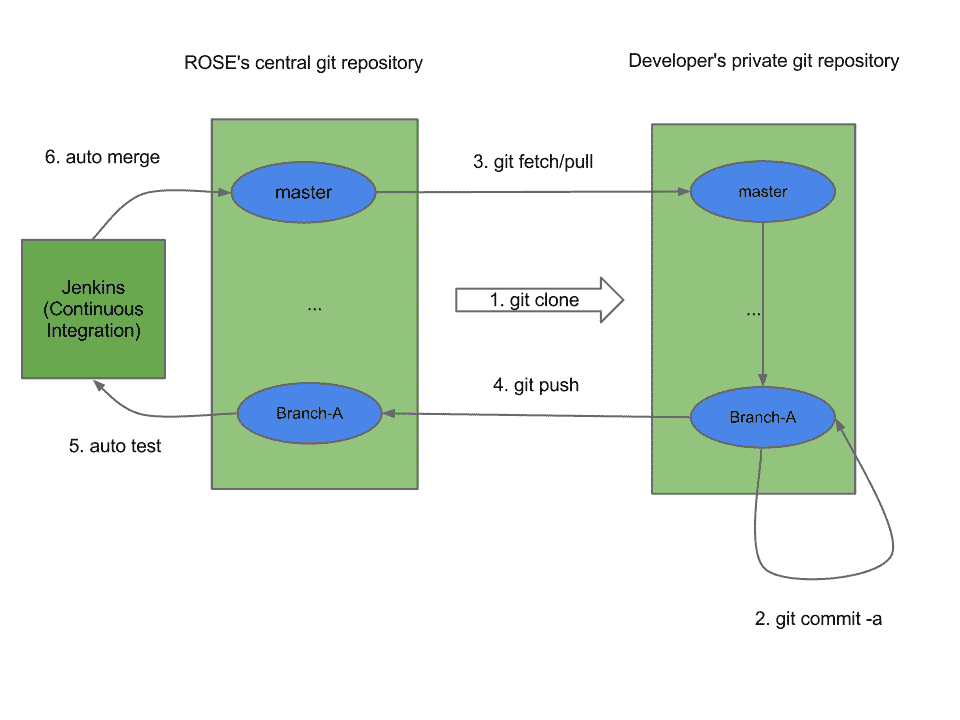 ROSE's central git repository
Developer's private git repository
6. auto merge
3. git fetch/pull
master
master
Jenkins
(Continuous
Integration)
...
1. git clone
...
4. git push
Branch-A
Branch-A
5. auto test
2. git commit -a